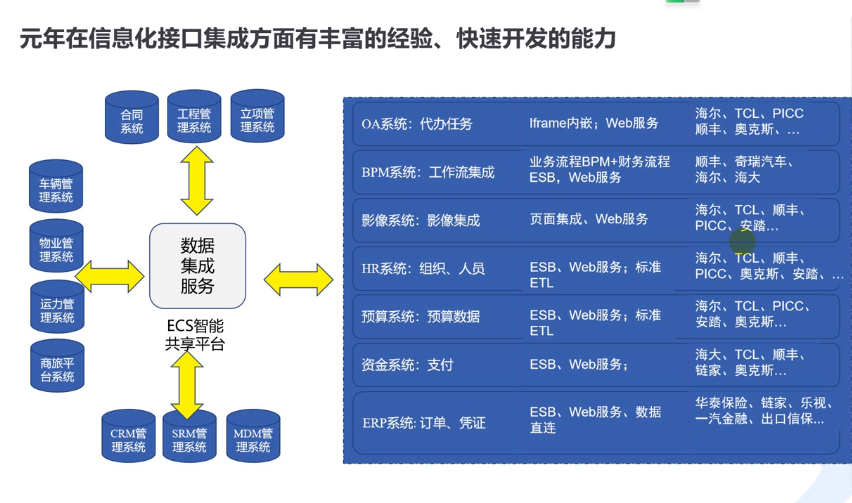 元年在信息化接口集成方面有丰富的经验、快速开发的能力
合同
系统
工程管
理系统
立项管
理系统
车辆管
理系统
物业管
理系统
运力管
理系统
商旅平
台系统
数据
集成
服务
ECS智能
共享平台
CRM管
理系统
SRM管
理系统
MDM管
理系统
OA系统：代办任务
Iframe内嵌；Web服务
海尔、TCL、PICC
顺丰、奥克斯、...
BPM系统：工作流集成
业务流程BPM+财务流程
ESB，Web服务
顺丰、奇瑞汽车、
海尔、海大
影像系统：影像集成
页面集成、Web服务
海尔、TCL、顺丰、
PICC、安踏...
HR系统：组织、人员
ESB、Web服务；标准
ETL
海尔、TCL、顺丰、
PICC、奥克斯、安踏、...
预算系统：预算数据
ESB、Web服务；标准
ETL
海尔、TCL、PICC、
安踏、奥克斯...
资金系统：支付
ESB、Web服务；
海大、TCL、顺丰、
链家、奥克斯...
ERP系统: 订单、凭证
ESB、Web服务、数据
直连
华泰保险、链家、乐视、
一汽金融、出口信保...